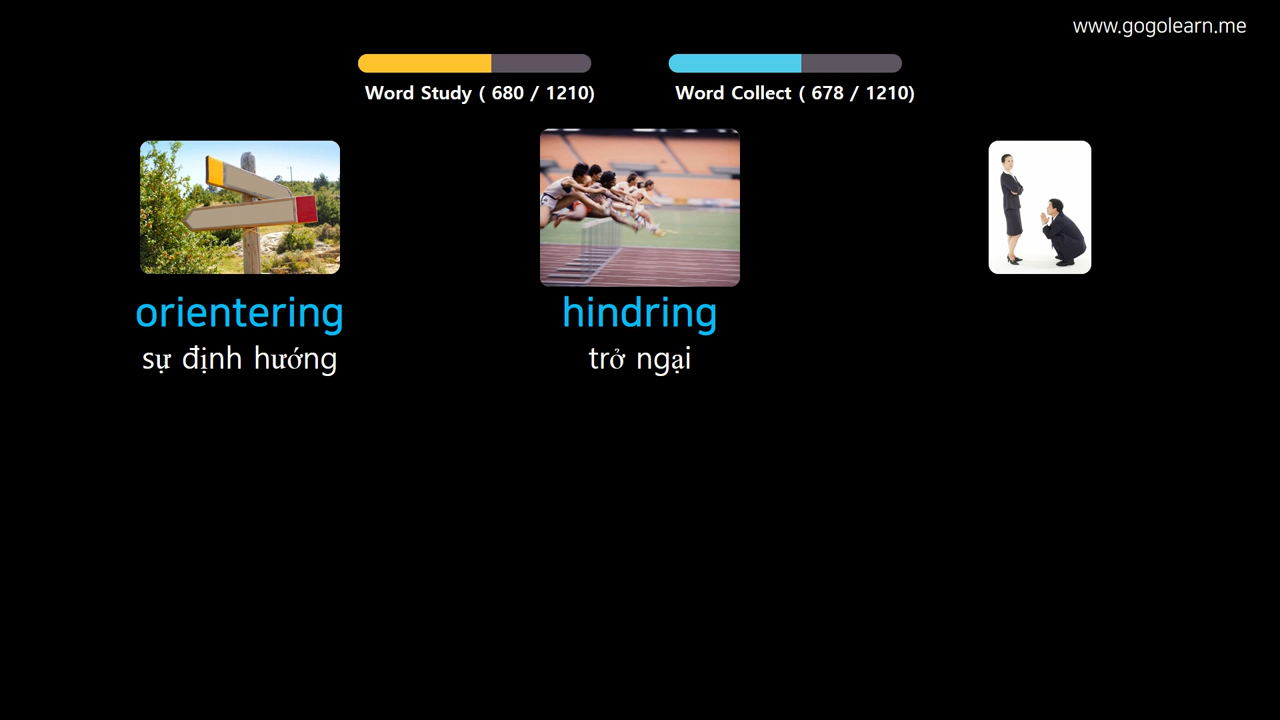 www.gogolearn.me
Word Study ( 680 / 1210)
Word Collect ( 678 / 1210)
orientering
sự định hướng
hindring
trở ngại